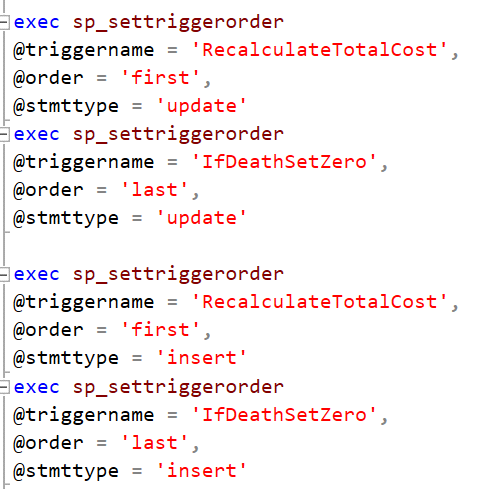 exec sp_settriggerorder
@triggername = 'RecalculateTotalCost',
@order = 'first',
@stmttype = 'update'
exec sp_settriggerorder
@triggername = 'IfDeathSetZero',
@order = 'last',
@stmttype = 'update'
exec sp_settriggerorder
@triggername = 'RecalculateTotalCost',
@order = 'first',
@stmttype = 'insert'
exec sp_settriggerorder
@triggername = 'IfDeathSetZero',
@order = 'last',
@stmttype = 'insert'